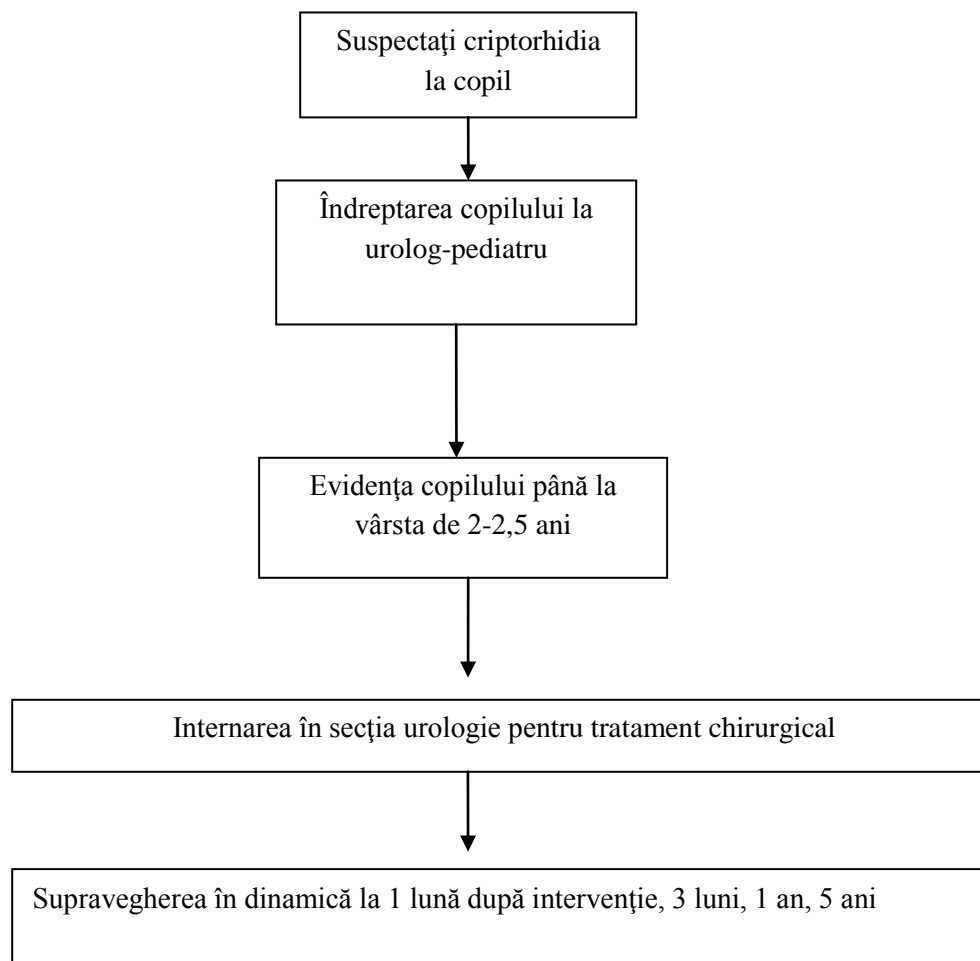 Suspectaţi criptorhidia
la copil
Îndreptarea copilului la
urolog-pediatru
Evidenţa copilului până la
vârsta de 2-2,5 ani
Internarea în secţia urologie pentru tratament chirurgical
Supravegherea în dinamică la 1 lună după intervenţie, 3 luni, 1 an, 5 ani